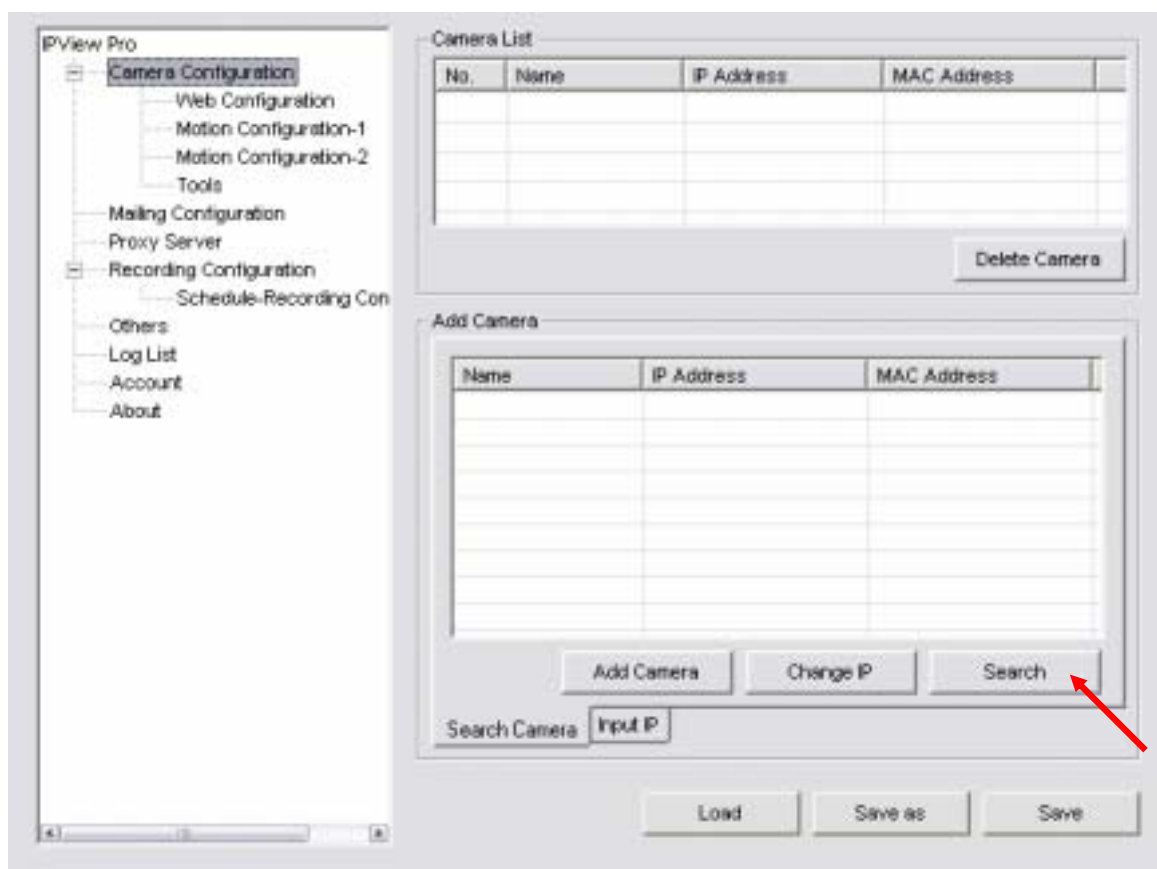 IPView Pro
Camera Configuration
Web Configuration
Motion Configuration-1
Motion Configuration-2
Tools
Mailing Configuration
Proxy Server
Recording Configuration
Schedule-Recording Con
Others
Log List
Account
About
Camera List
No. Name IP Address MAC Address
Delete Camera
Add Camera
Name IP Address MAC Address
Add Camera Change IP Search
Search Camera Input IP
Load Save as Save